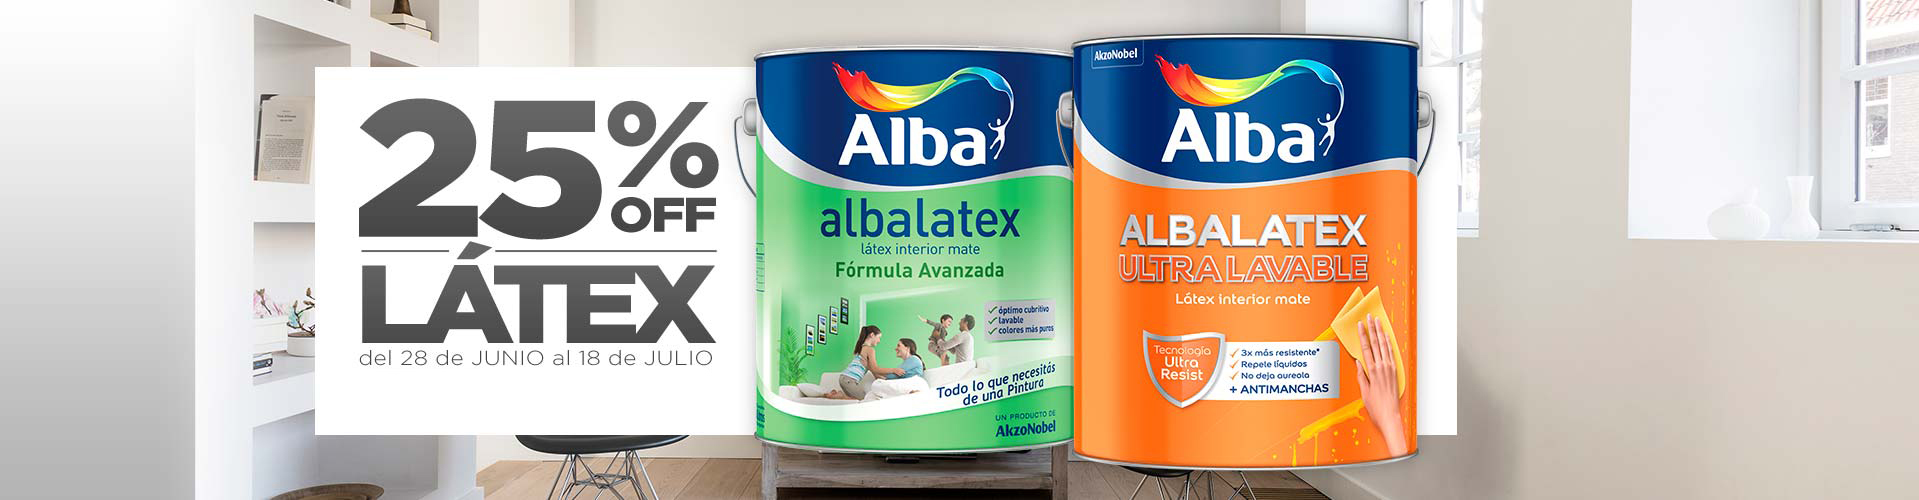 25% OFF
LÁTEX
del 28 de JUNIO al 18 de JULIO
Alba
albalatex
látex interior mate
Fórmula Avanzada
óptimo cubritivo
lavable
colores más puros
Todo lo que necesitás
de una Pintura
UN PRODUCTO DE
AkzoNobel
AkzoNobel
Alba
ALBALATEX
ULTRA LAVABLE
Látex interior mate
Tecnología
Ultra
Resist
3x más resistente*
Repele líquidos
No deja aureola
+ ANTIMANCHAS